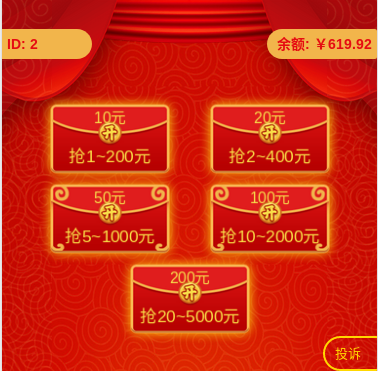 ID: 2
余额: ￥619.92
10元
开
抢1~200元
20元
开
抢2~400元
50元
开
抢5~1000元
100元
开
抢10~2000元
200元
开
抢20~5000元
投诉